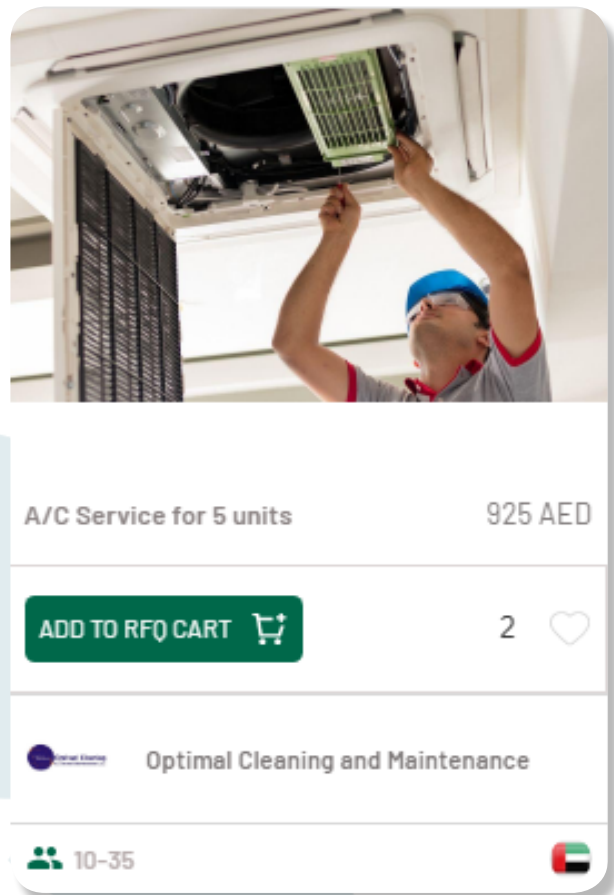 A/C Service for 5 units
925 AED
ADD TO RFQ CART
2
Optimal Cleaning and Maintenance
10-35